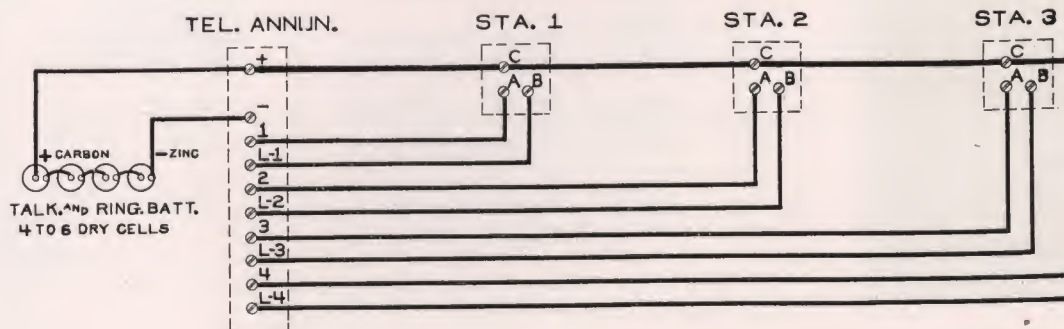 TEL. ANNUN. STA. 1 STA. 2 STA. 3
+ C C C
A B A B A B
-
1
L-1
+ CARBON - ZINC
2
TALK. AND RING. BATT.
L-2
4 TO 6 DRY CELLS
3
L-3
4
L-4